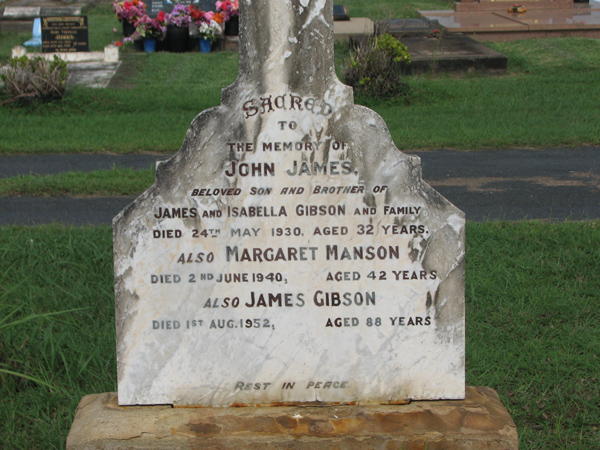 SACRED
TO
THE MEMORY OF
JOHN JAMES,
BELOVED SON AND BROTHER OF
JAMES AND ISABELLA GIBSON AND FAMILY
DIED 24TH MAY 1930. AGED 32 YEARS.
ALSO MARGARET MANSON
DIED 2ND JUNE 1940, AGED 42 YEARS
ALSO JAMES GIBSON
DIED 1ST AUG. 1952, AGED 88 YEARS
REST IN PEACE